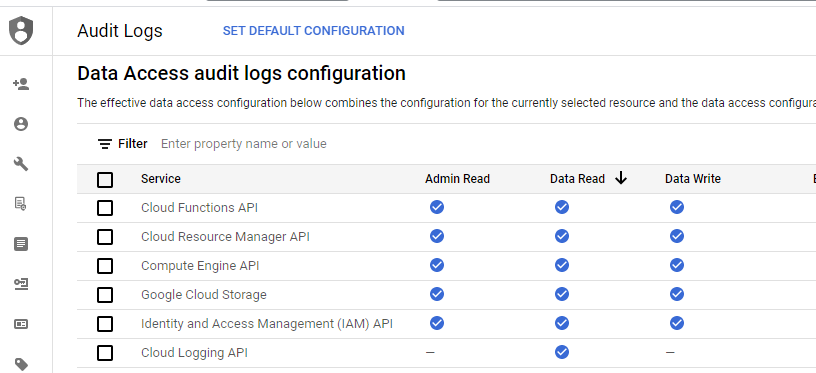 Audit Logs SET DEFAULT CONFIGURATION
Data Access audit logs configuration
The effective data access configuration below combines the configuration for the currently selected resource and the data access
Filter Enter property name or value
Service Admin Read Data Read Data Write
Cloud Functions API
Cloud Resource Manager API
Compute Engine API
Google Cloud Storage
Identity and Access Management (IAM) API
Cloud Logging API — —